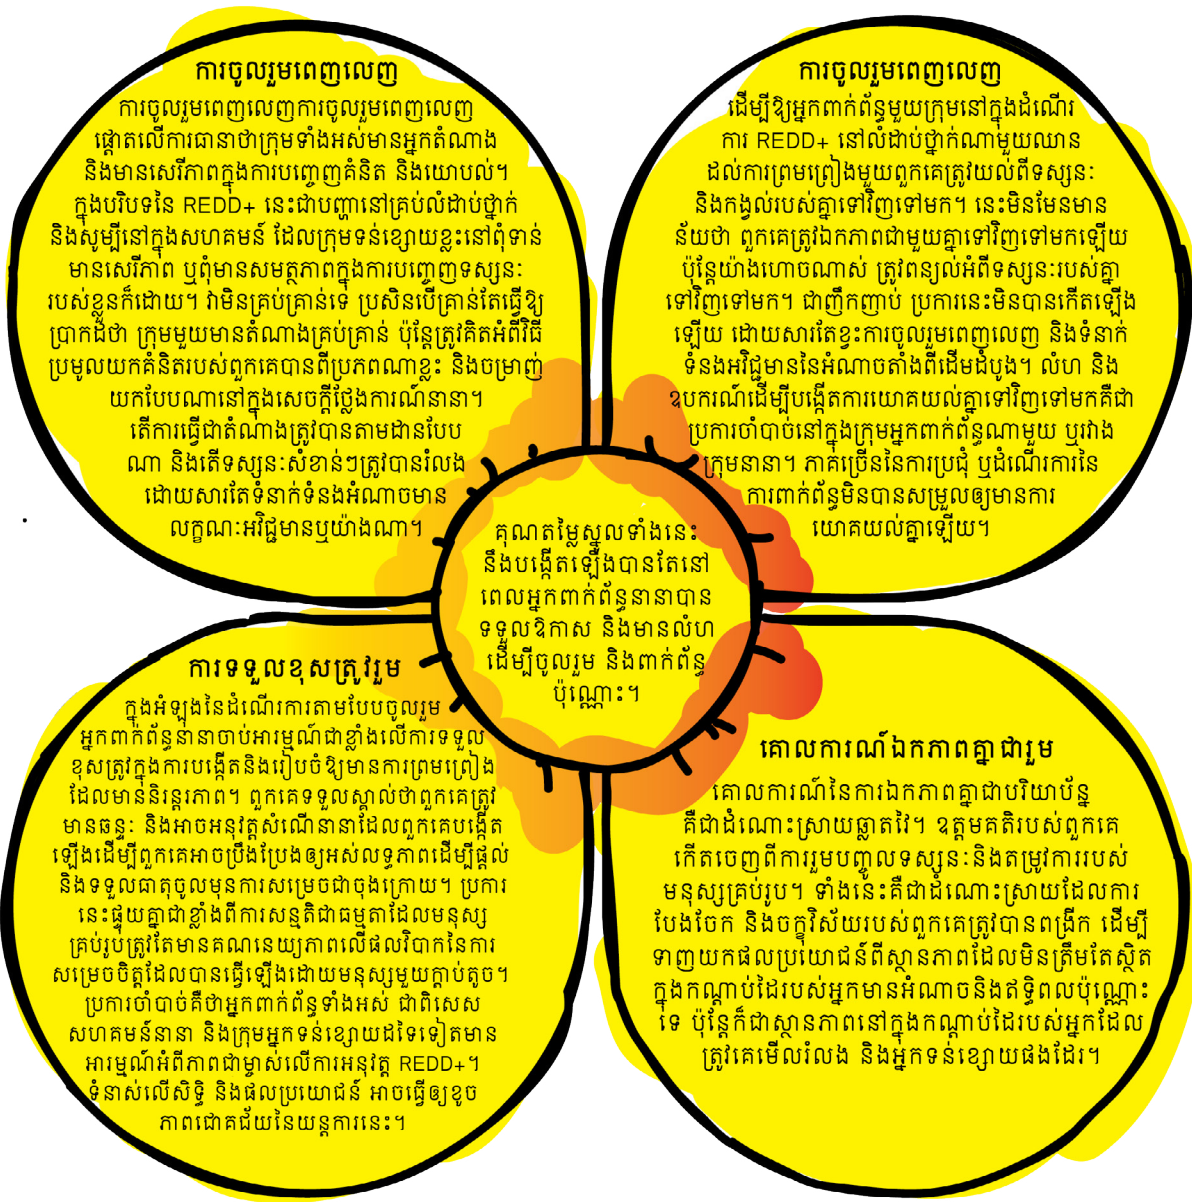 ការចូលរួមពេញលេញ
ការចូលរួមពេញលេញការចូលរួមពេញលេញ
ផ្តោតលើការធានាថាក្រុមទាំងអស់មានអ្នកតំណាង
និងមានសេរីភាពក្នុងការបញ្ចេញគំនិត និងយោបល់។
ក្នុងបរិបទនៃ REDD+ នេះជាបញ្ហានៅគ្រប់លំដាប់ថ្នាក់
និងសូម្បីនៅក្នុងសហគមន៍ ដែលក្រុមទន់ខ្សោយខ្លះនៅពុំទាន់
មានសេរីភាព ឬពុំមានសមត្ថភាពក្នុងការបញ្ចេញទស្សនៈ
របស់ខ្លួនក៏ដោយ។ វាមិនគ្រប់គ្រាន់ទេ ប្រសិនបើគ្រាន់តែធ្វើឱ្យ
ប្រាកដថា ក្រុមមួយមានតំណាងគ្រប់គ្រាន់ ប៉ុន្តែត្រូវគិតអំពីវិធី
ប្រមូលយកគំនិតរបស់ពួកគេបានពីប្រភពណាខ្លះ និងចម្រាញ់
យកបែបណានៅក្នុងសេចក្តីថ្លែងការណ៍នានា។
តើការធ្វើជាតំណាងត្រូវបានតាមដានបែប
ណា និងតើទស្សនៈសំខាន់ៗត្រូវបានរំលង
ដោយសារតែទំនាក់ទំនងអំណាចមាន
លក្ខណៈអវិជ្ជមានឬយ៉ាងណា។
ការចូលរួមពេញលេញ
ដើម្បីឱ្យអ្នកពាក់ព័ន្ធមួយក្រុមនៅក្នុងដំណើរ
ការ REDD+ នៅលំដាប់ថ្នាក់ណាមួយឈាន
ដល់ការព្រមព្រៀងមួយពួកគេត្រូវយល់ពីទស្សនៈ
និងកង្វល់របស់គ្នាទៅវិញទៅមក។ នេះមិនមែនមាន
ន័យថា ពួកគេត្រូវឯកភាពជាមួយគ្នាទៅវិញទៅមកឡើយ
ប៉ុន្តែយ៉ាងហោចណាស់ ត្រូវពន្យល់អំពីទស្សនៈរបស់គ្នា
ទៅវិញទៅមក។ ជាញឹកញាប់ ប្រការនេះមិនបានកើតឡើង
ឡើយ ដោយសារតែខ្វះការចូលរួមពេញលេញ និងទំនាក់
ទំនងអវិជ្ជមាននៃអំណាចតាំងពីដើមដំបូង។ លំហ និង
ឧបករណ៍ដើម្បីបង្កើតការយោគយល់គ្នាទៅវិញទៅមកគឺជា
ប្រការចាំបាច់នៅក្នុងក្រុមអ្នកពាក់ព័ន្ធណាមួយ ឬរវាង
ក្រុមនានា។ ភាគច្រើននៃការប្រជុំ ឬដំណើរការនៃ
ការពាក់ព័ន្ធមិនបានសម្រួលឲ្យមានការ
យោគយល់គ្នាឡើយ។
គុណតម្លៃស្នូលទាំងនេះ
នឹងបង្កើតឡើងបានតែនៅ
ពេលអ្នកពាក់ព័ន្ធនានាបាន
ទទួលឱកាស និងមានលំហ
ដើម្បីចូលរួម និងពាក់ព័ន្ធ
ប៉ុណ្ណោះ។
ការទទួលខុសត្រូវរួម
ក្នុងអំឡុងនៃដំណើរការតាមបែបចូលរួម
អ្នកពាក់ព័ន្ធនានាចាប់អារម្មណ៍ជាខ្លាំងលើការទទួល
ខុសត្រូវក្នុងការបង្កើតនិងរៀបចំឱ្យមានការព្រមព្រៀង
ដែលមាននិរន្តរភាព។ ពួកគេទទួលស្គាល់ថាពួកគេត្រូវ
មានឆន្ទៈ និងអាចអនុវត្តសំណើនានាដែលពួកគេបង្កើត
ឡើងដើម្បីពួកគេអាចប្រឹងប្រែងឲ្យអស់លទ្ធភាពដើម្បីផ្តល់
និងទទួលធាតុចូលមុនការសម្រេចជាចុងក្រោយ។ ប្រការ
នេះផ្ទុយគ្នាជាខ្លាំងពីការសន្មតិជាធម្មតាដែលមនុស្ស
គ្រប់រូបត្រូវតែមានគណនេយ្យភាពលើផលវិបាកនៃការ
សម្រេចចិត្តដែលបានធ្វើឡើងដោយមនុស្សមួយក្តាប់តូច។
ប្រការចាំបាច់គឺថាអ្នកពាក់ព័ន្ធទាំងអស់ ជាពិសេស
សហគមន៍នានា និងក្រុមអ្នកទន់ខ្សោយដទៃទៀតមាន
អារម្មណ៍អំពីភាពជាម្ចាស់លើការអនុវត្ត REDD+។
ទំនាស់លើសិទ្ធិ និងផលប្រយោជន៍ អាចធ្វើឲ្យខូច
ភាពជោគជ័យនៃយន្តការនេះ។
គោលការណ៍ឯកភាពគ្នាជារួម
គោលការណ៍នៃការឯកភាពគ្នាជាបរិយាប័ន្ន
គឺជាដំណោះស្រាយឆ្លាតវៃ។ ឧត្តមគតិរបស់ពួកគេ
កើតចេញពីការរួមបញ្ចូលទស្សនៈនិងតម្រូវការរបស់
មនុស្សគ្រប់រូប។ ទាំងនេះគឺជាដំណោះស្រាយដែលការ
បែងចែក និងចក្ខុវិស័យរបស់ពួកគេត្រូវបានពង្រីក ដើម្បី
ទាញយកផលប្រយោជន៍ពីស្ថានភាពដែលមិនត្រឹមតែស្ថិត
ក្នុងកណ្តាប់ដៃរបស់អ្នកមានអំណាចនិងឥទ្ធិពលប៉ុណ្ណោះ
ទេ ប៉ុន្តែក៏ជាស្ថានភាពនៅក្នុងកណ្តាប់ដៃរបស់អ្នកដែល
ត្រូវគេមើលរំលង និងអ្នកទន់ខ្សោយផងដែរ។